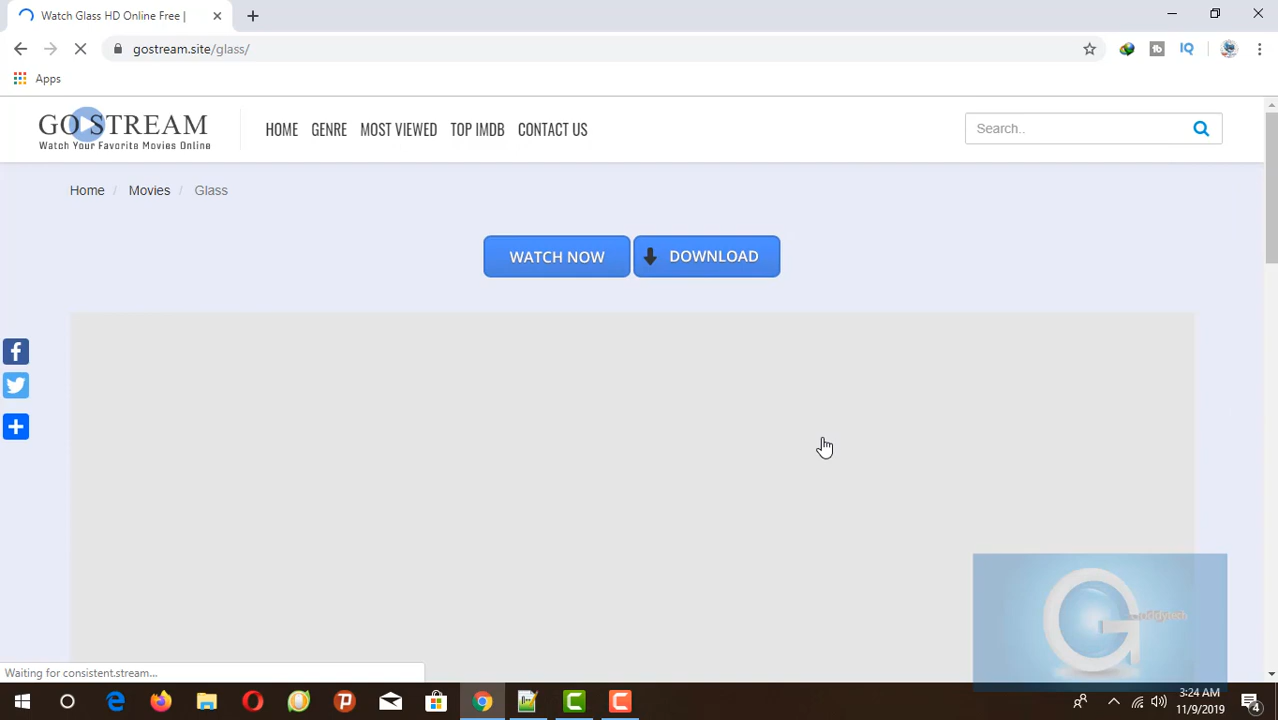 Watch Glass HD Online Free |
gostream.site/glass/
Apps
GO STREAM
Watch Your Favorite Movies Online
HOME GENRE MOST VIEWED TOP IMDB CONTACT US
Search..
Home / Movies / Glass
WATCH NOW DOWNLOAD
Waiting for consistent.stream...
3:24 AM
11/9/2019
4